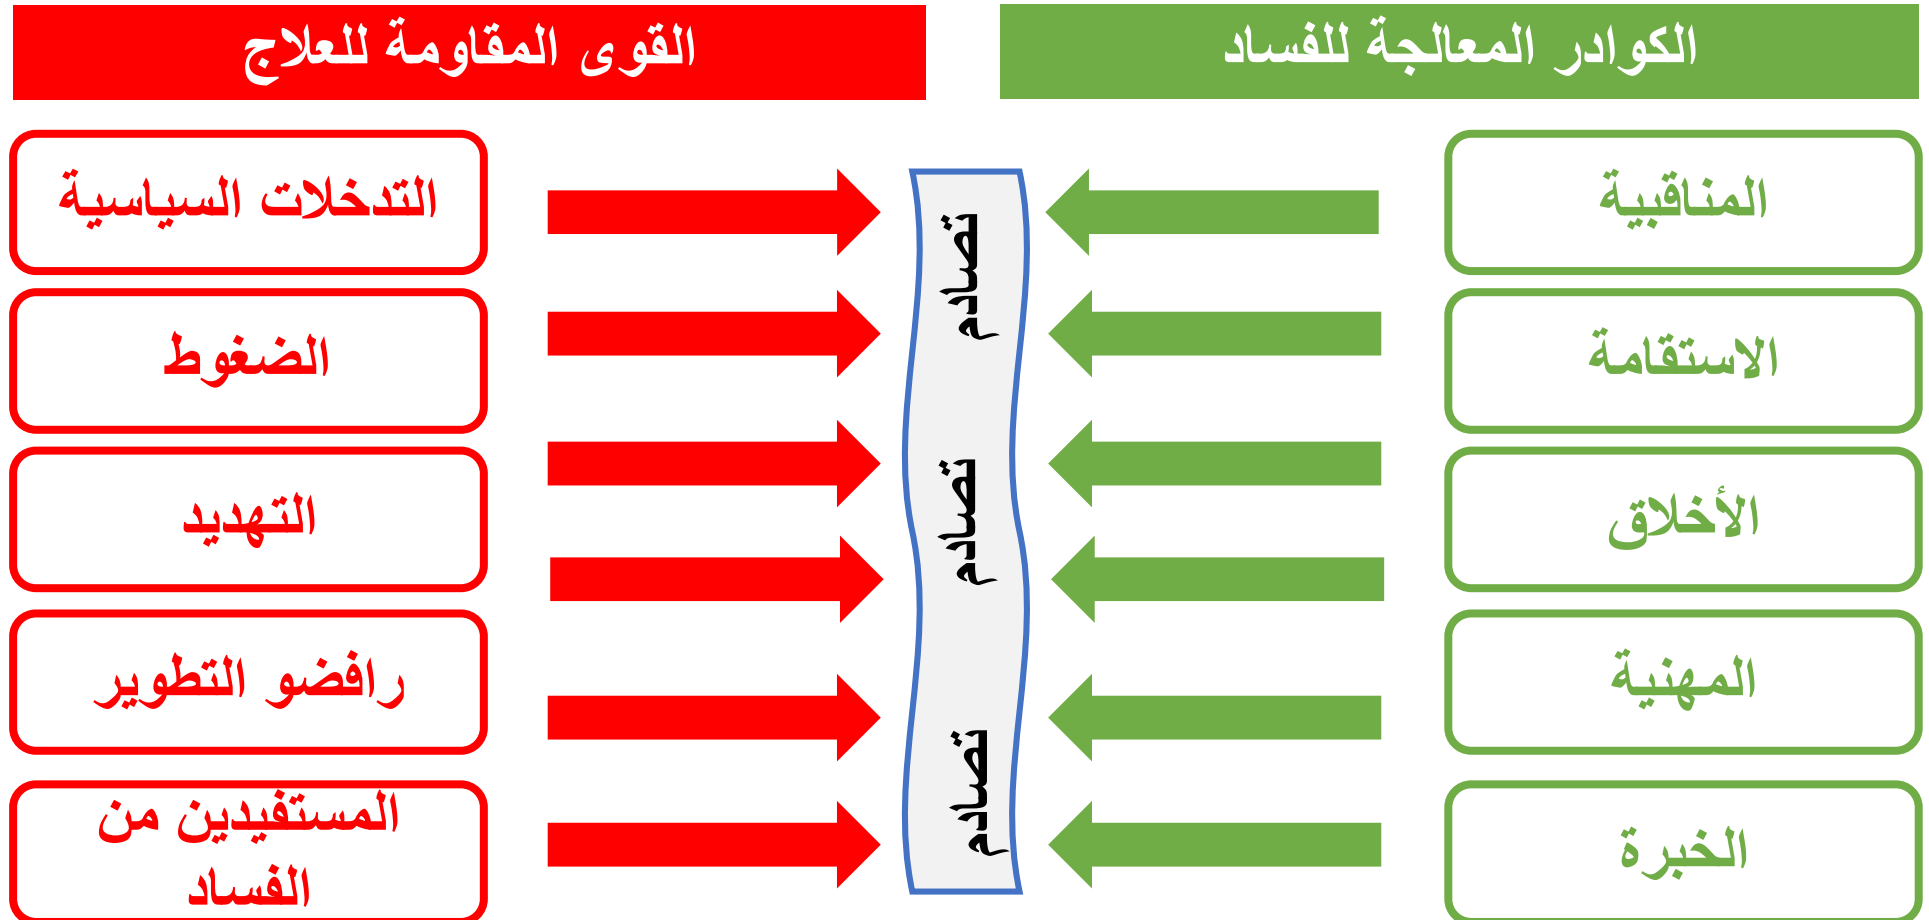 الكوادر المعالجة للفساد
القوى المقاومة للعلاج
المناقبية
الاستقامة
الأخلاق
المهنية
الخبرة
تصادم
تصادم
تصادم
التدخلات السياسية
الضغوط
التهديد
رافضو التطوير
المستفيدين من
الفساد